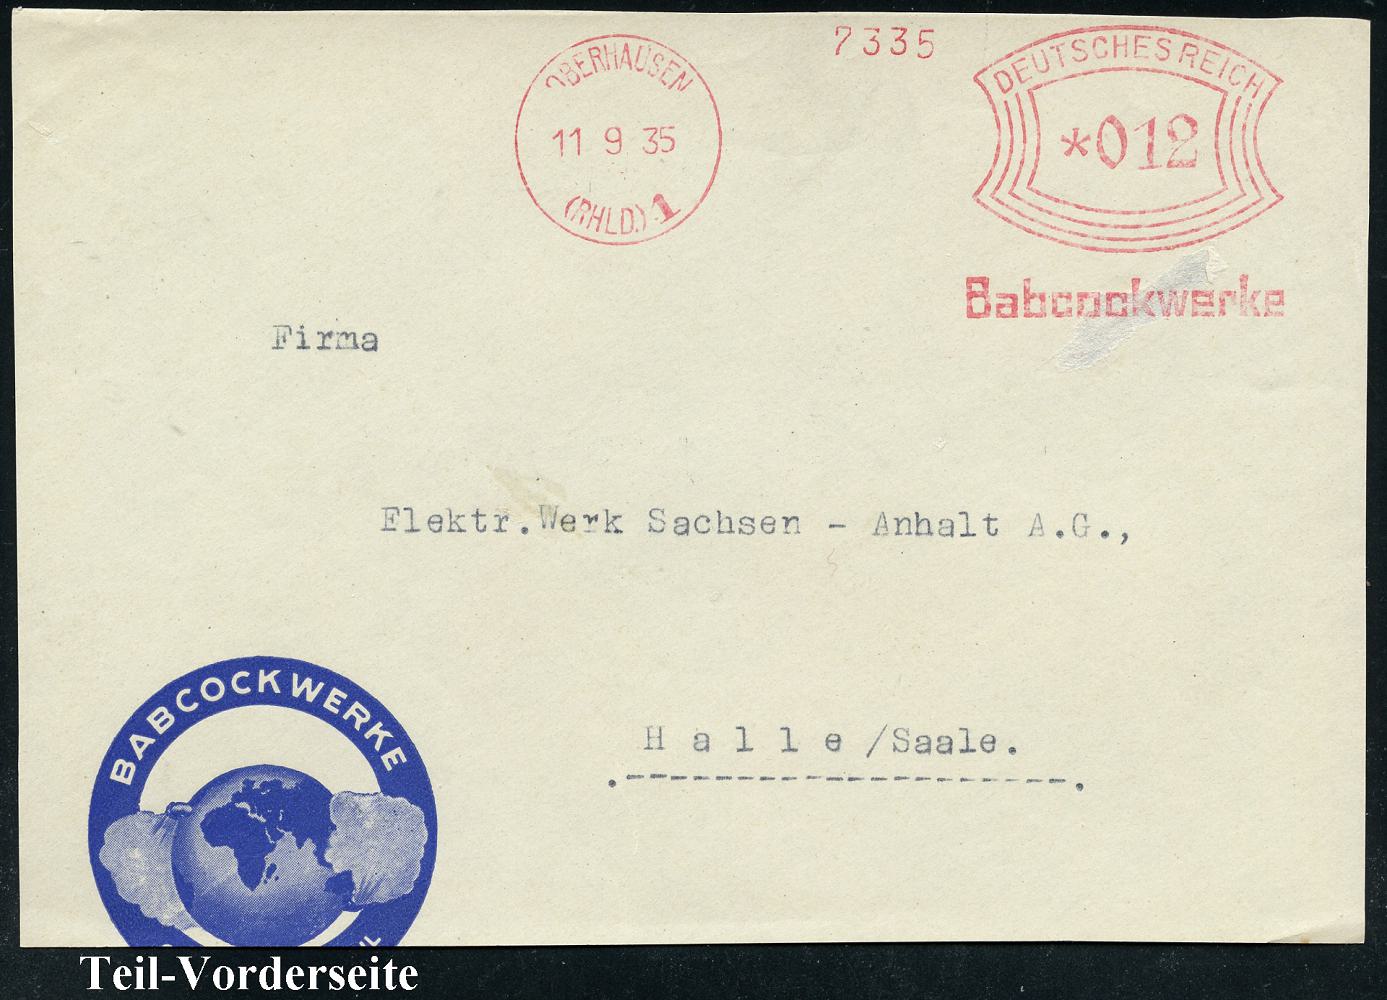 OBERHAUSEN
11 9 35
(RHLD.) 1
7335
DEUTSCHES REICH
*012
Babcockwerke
Firma
Elektr.Werk Sachsen - Anhalt A.G.,
H a l l e /Saale.
BABCOCKWERKE
Teil-Vorderseite